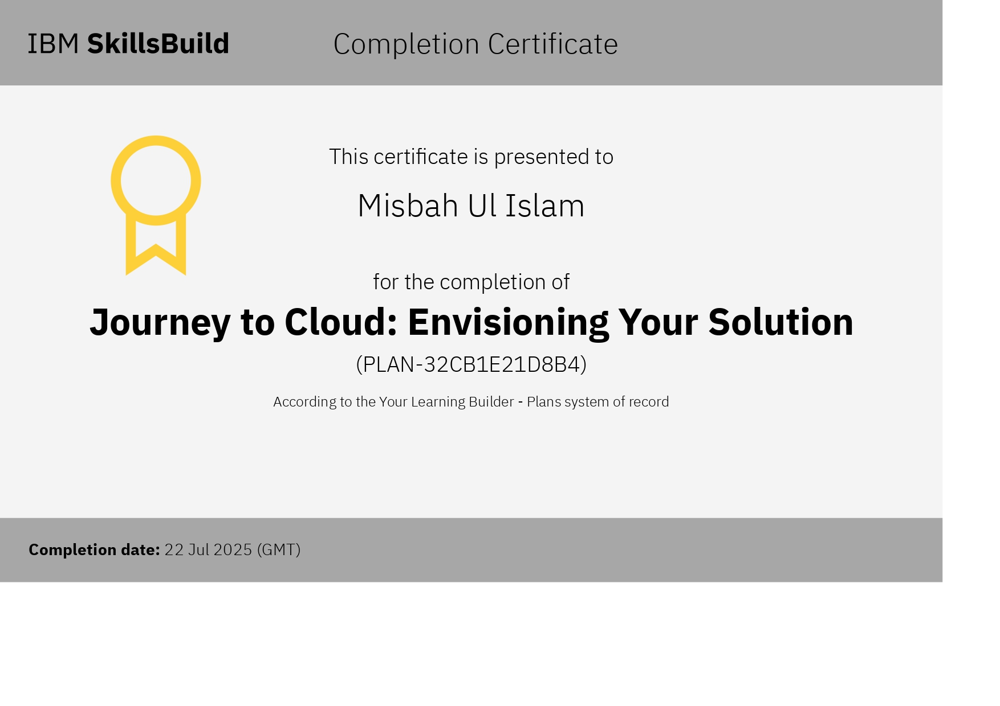 IBM SkillsBuild
Completion Certificate
This certificate is presented to
Misbah Ul Islam
for the completion of
Journey to Cloud: Envisioning Your Solution
(PLAN-32CB1E21D8B4)
According to the Your Learning Builder - Plans system of record
Completion date: 22 Jul 2025 (GMT)